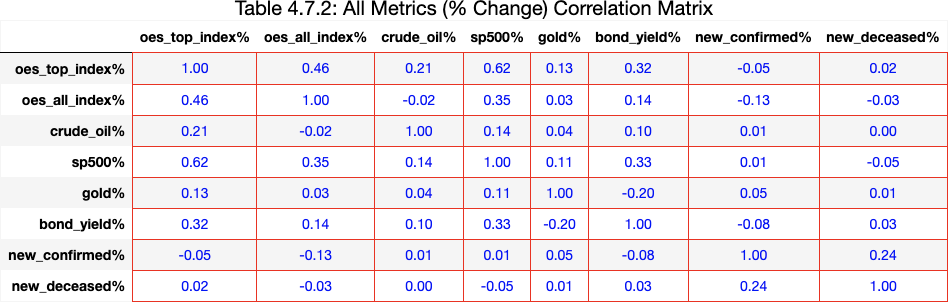 Table 4.7.2: All Metrics (% Change) Correlation Matrix
oes_top_index% oes_all_index% crude_oil% sp500% gold% bond_yield% new_confirmed% new_deceased%
oes_top_index% 1.00 0.46 0.21 0.62 0.13 0.32 -0.05 0.02
oes_all_index% 0.46 1.00 -0.02 0.35 0.03 0.14 -0.13 -0.03
crude_oil% 0.21 -0.02 1.00 0.14 0.04 0.10 0.01 0.00
sp500% 0.62 0.35 0.14 1.00 0.11 0.33 0.01 -0.05
gold% 0.13 0.03 0.04 0.11 1.00 -0.20 0.05 0.01
bond_yield% 0.32 0.14 0.10 0.33 -0.20 1.00 -0.08 0.03
new_confirmed% -0.05 -0.13 0.01 0.01 0.05 -0.08 1.00 0.24
new_deceased% 0.02 -0.03 0.00 -0.05 0.01 0.03 0.24 1.00